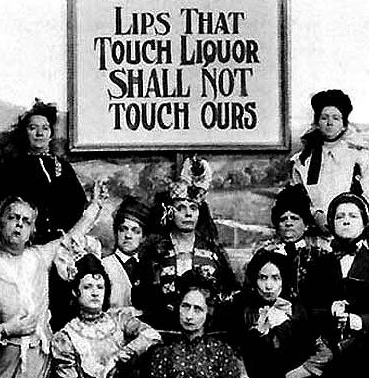 LIPS THAT
TOUCH LIQUOR
SHALL NOT
TOUCH OURS